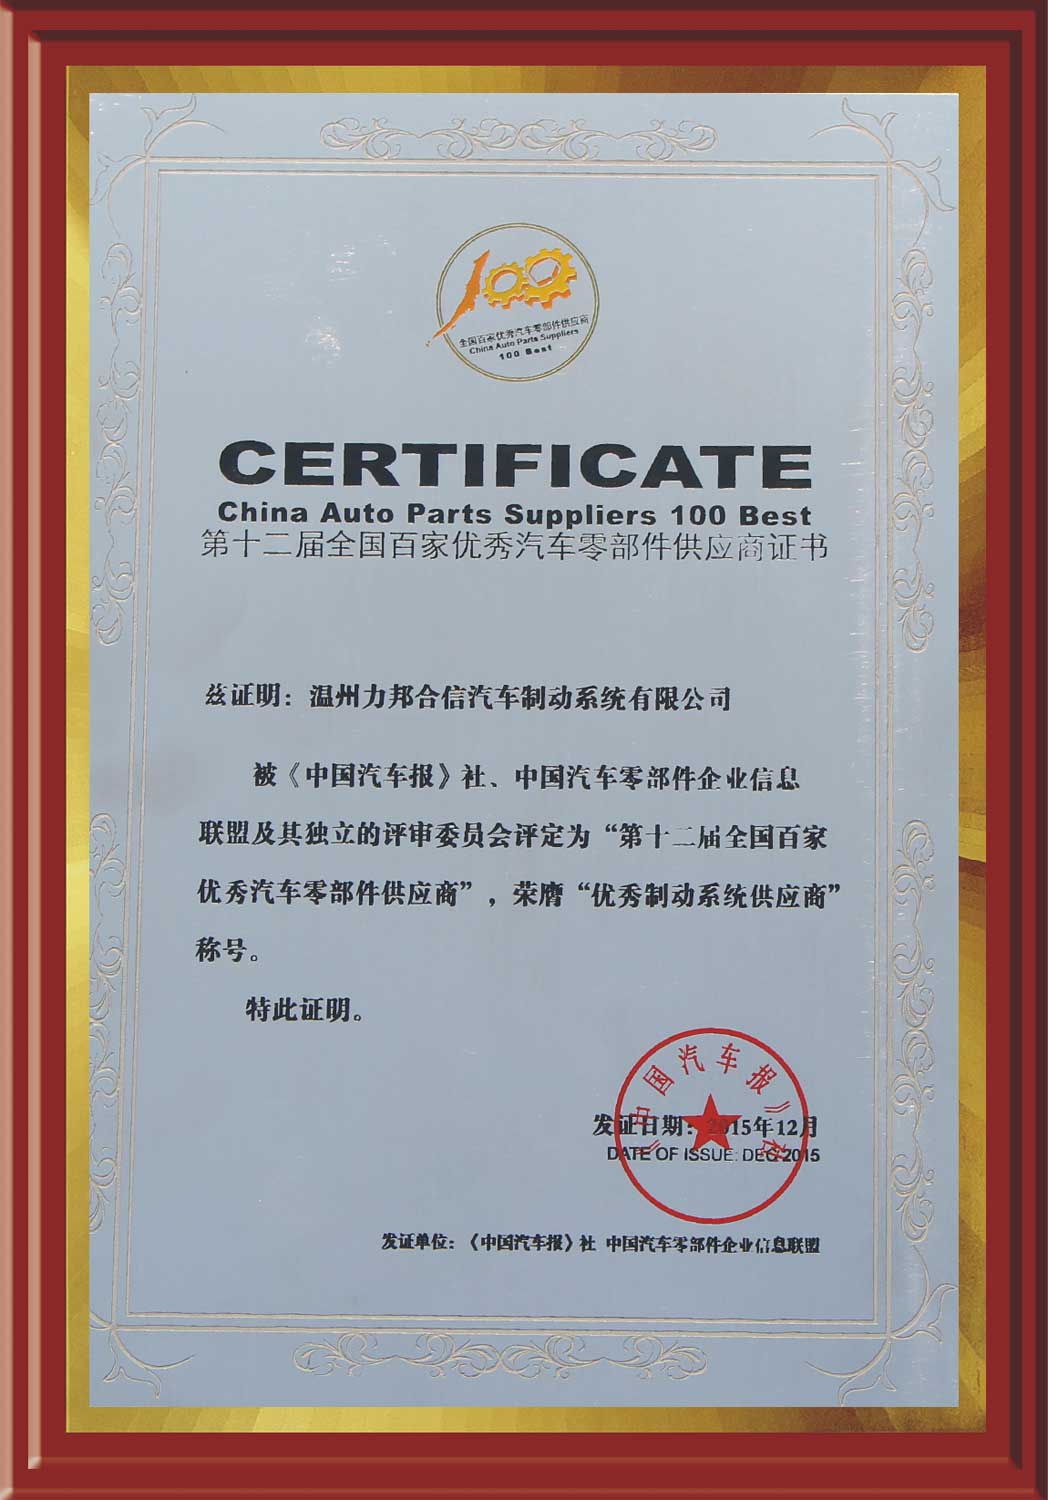 100
全国百家优秀汽车零部件供应商
China Auto Parts Suppliers
100 Best
CERTIFICATE
China Auto Parts Suppliers 100 Best
第十二届全国百家优秀汽车零部件供应商证书
兹证明：温州力邦合信汽车制动系统有限公司
被《中国汽车报》社、中国汽车零部件企业信息
联盟及其独立的评审委员会评定为“第十二届全国百家
优秀汽车零部件供应商”，荣膺“优秀制动系统供应商”
称号。
特此证明。
《中国汽车报》社
发证日期：2015年12月
DATE OF ISSUE: DEC 2015
发证单位：《中国汽车报》社 中国汽车零部件企业信息联盟